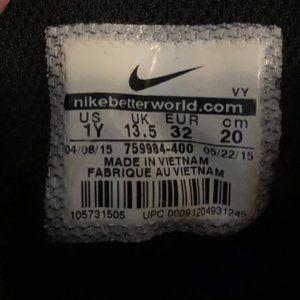 VY
nikebetterworld.com
US UK EUR cm
1Y 13.5 32 20
04/08/15 759984-400 05/22/15
MADE IN VIETNAM
FABRIQUE AU VIETNAM
105731505 UPC 00091204931245